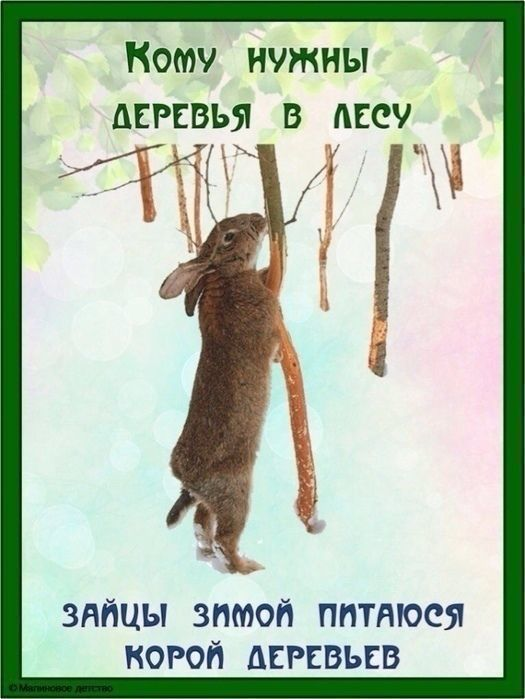 Кому нужны
деревья в лесу
зайцы зимой питаюся
корой деревьев
© Малиновое детство